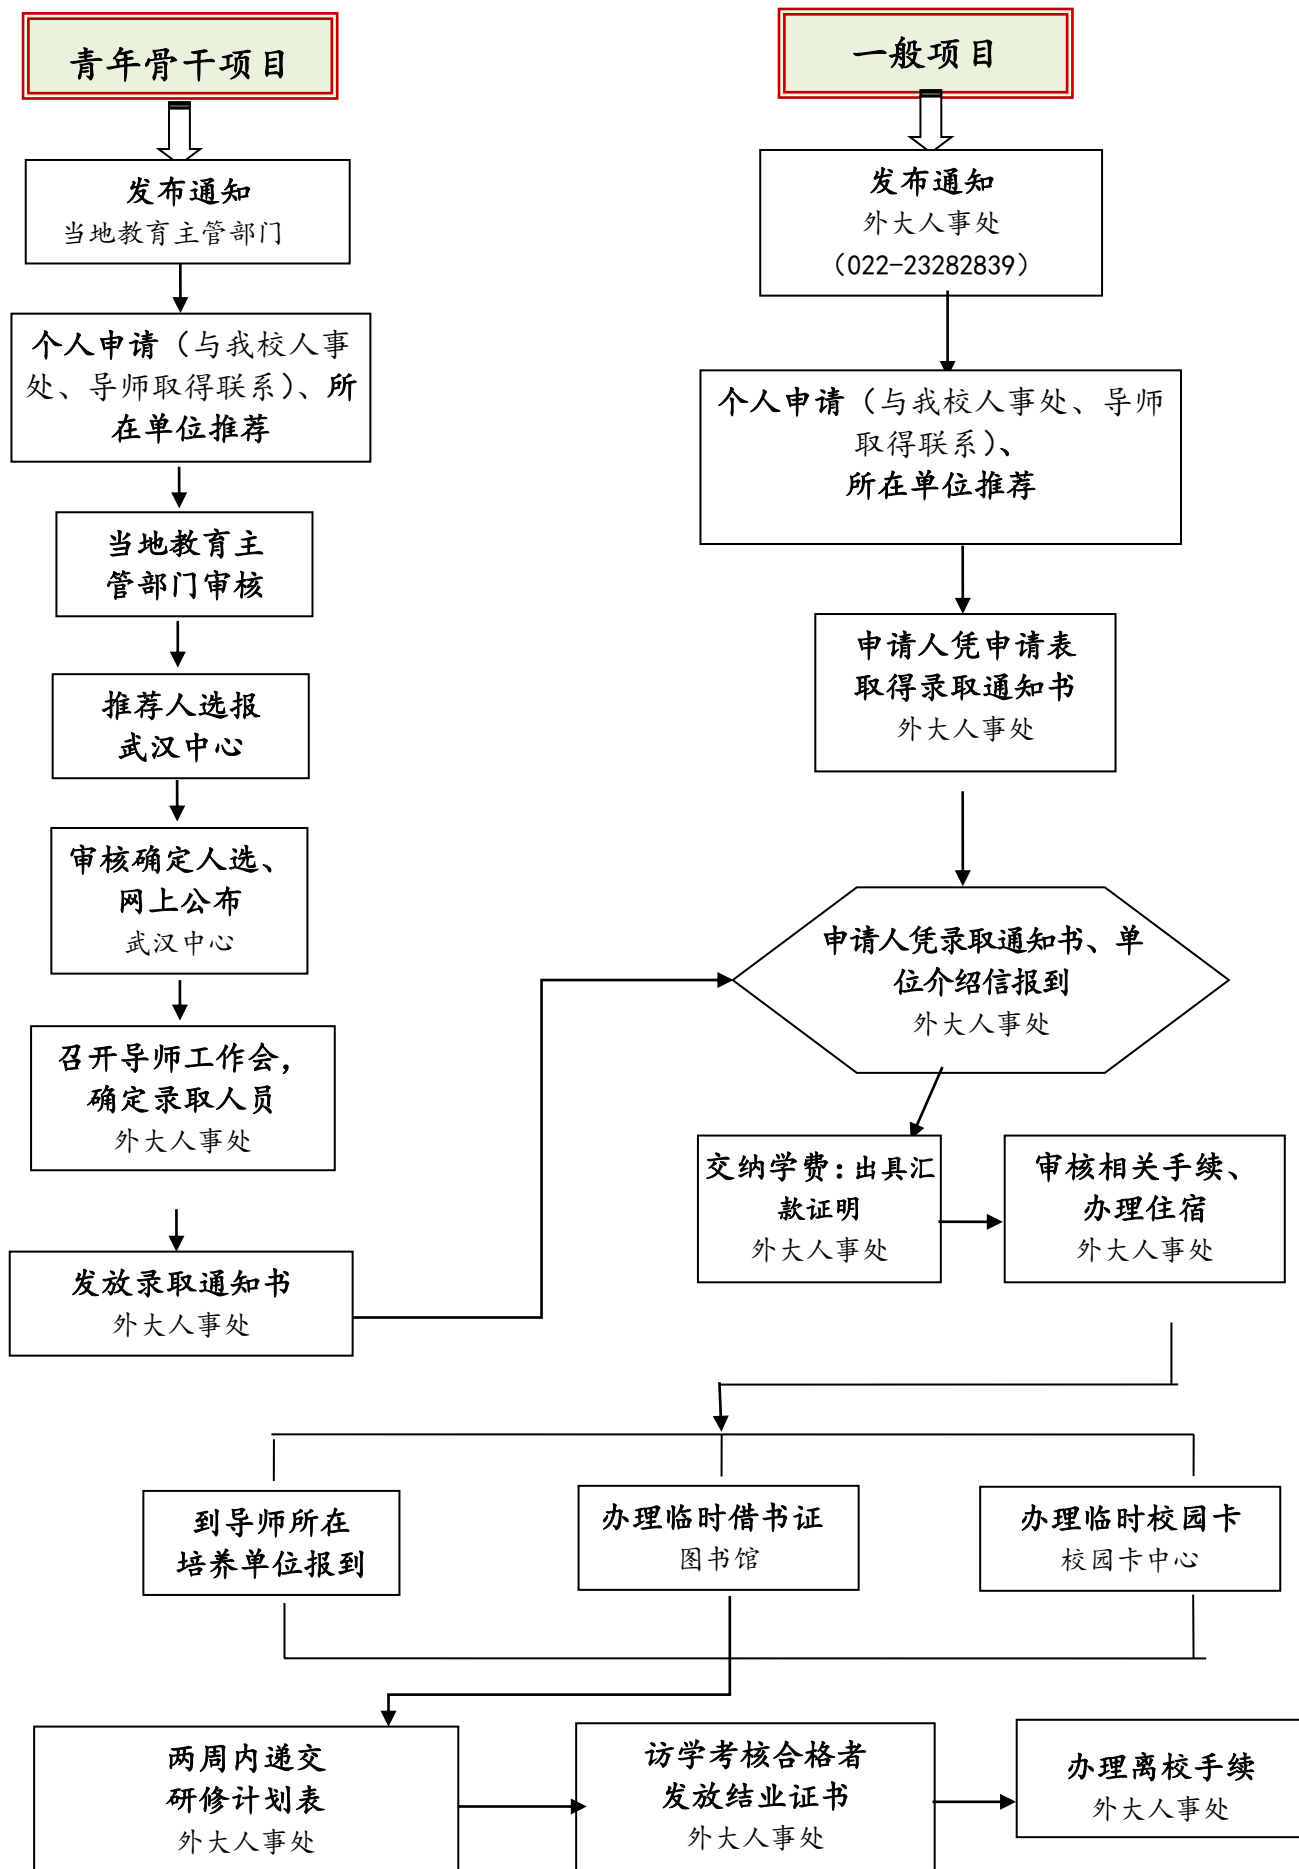 青年骨干项目
发布通知
当地教育主管部门
个人申请（与我校人事
处、导师取得联系）、所
在单位推荐
当地教育主
管部门审核
推荐人选报
武汉中心
审核确定人选、
网上公布
武汉中心
召开导师工作会，
确定录取人员
外大人事处
发放录取通知书
外大人事处
一般项目
发布通知
外大人事处
（022-23282839）
个人申请（与我校人事处、导师
取得联系）、
所在单位推荐
申请人凭申请表
取得录取通知书
外大人事处
申请人凭录取通知书、单
位介绍信报到
外大人事处
交纳学费：出具汇
款证明
外大人事处
审核相关手续、
办理住宿
外大人事处
到导师所在
培养单位报到
办理临时借书证
图书馆
办理临时校园卡
校园卡中心
两周内递交
研修计划表
外大人事处
访学考核合格者
发放结业证书
外大人事处
办理离校手续
外大人事处